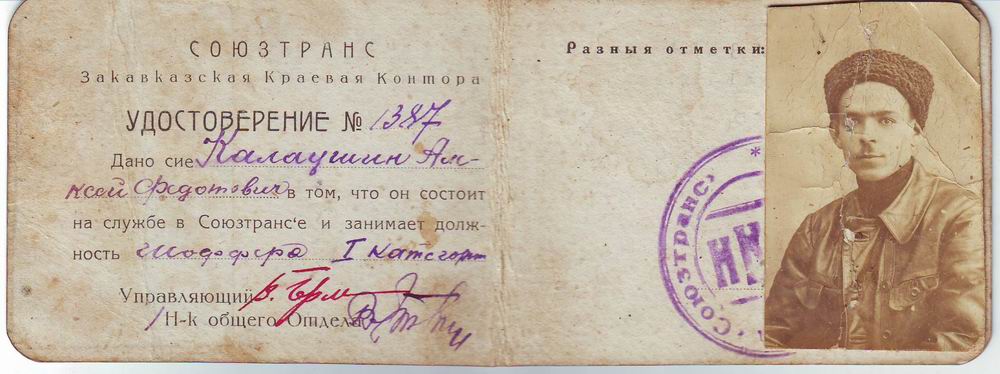 СОЮЗТРАНС
Закавказская Краевая Контора
УДОСТОВЕРЕНИЕ № 1387
Дано сие Калаушин Але-
ксей Федотович в том, что он состоит
на службе в Союзтранс'е и занимает долж-
ность шоффера I категории
Управляющий
Н-к общего Отдела
Разныя отметки:
* Союзтранс